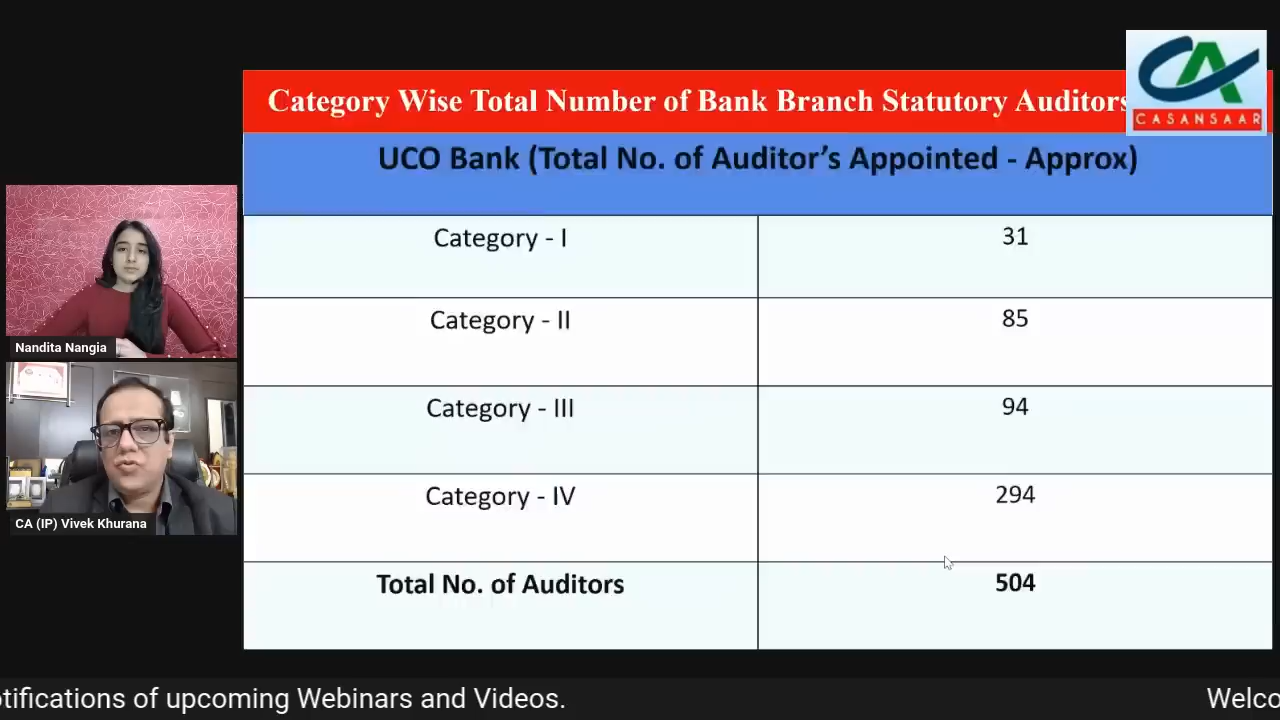 Category Wise Total Number of Bank Branch Statutory Auditors
CASANSAAR
UCO Bank (Total No. of Auditor's Appointed - Approx)
Category - I 31
Category - II 85
Category - III 94
Category - IV 294
Total No. of Auditors 504
Nandita Nangia
CA (IP) Vivek Khurana
of upcoming Webinars and Videos.